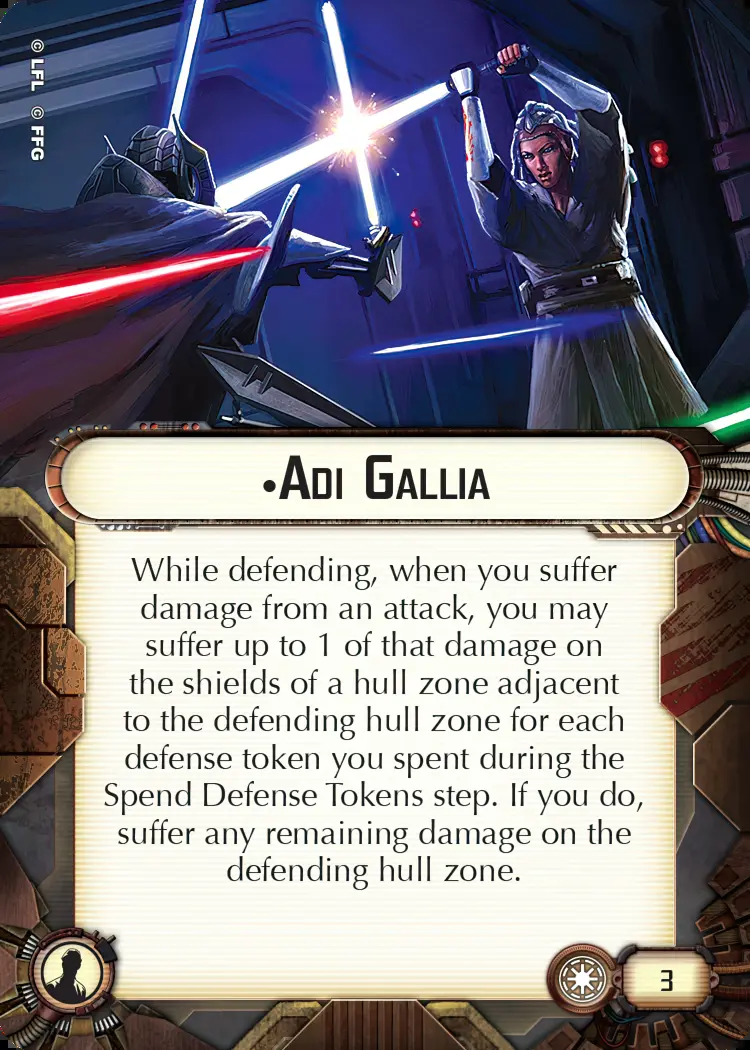 © LFL © FFG
•Adi Gallia
While defending, when you suffer
damage from an attack, you may
suffer up to 1 of that damage on
the shields of a hull zone adjacent
to the defending hull zone for each
defense token you spent during the
Spend Defense Tokens step. If you do,
suffer any remaining damage on the
defending hull zone.
3